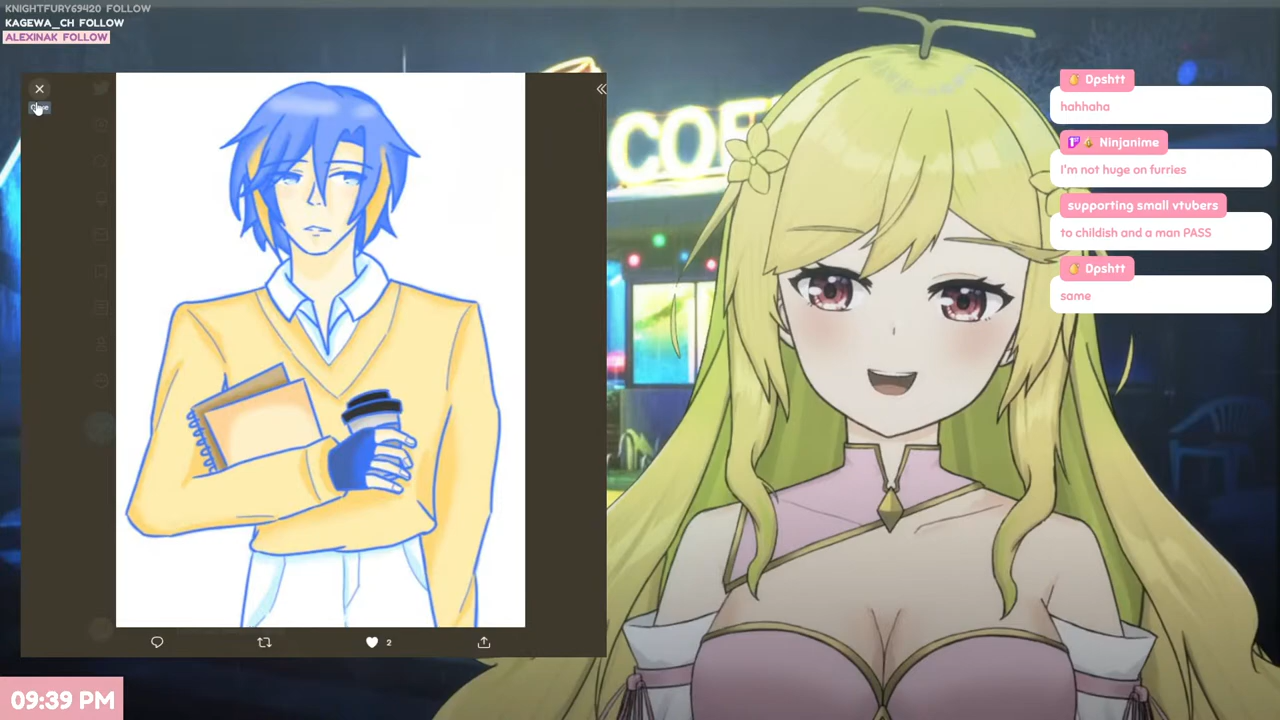 KNIGHTFURY69420 FOLLOW
KAGEWA_CH FOLLOW
ALEXINAK FOLLOW
COF
Dpshtt
hahhaha
Ninjanime
I'm not huge on furries
supporting small vtubers
to childish and a man PASS
Dpshtt
same
2
09:39 PM